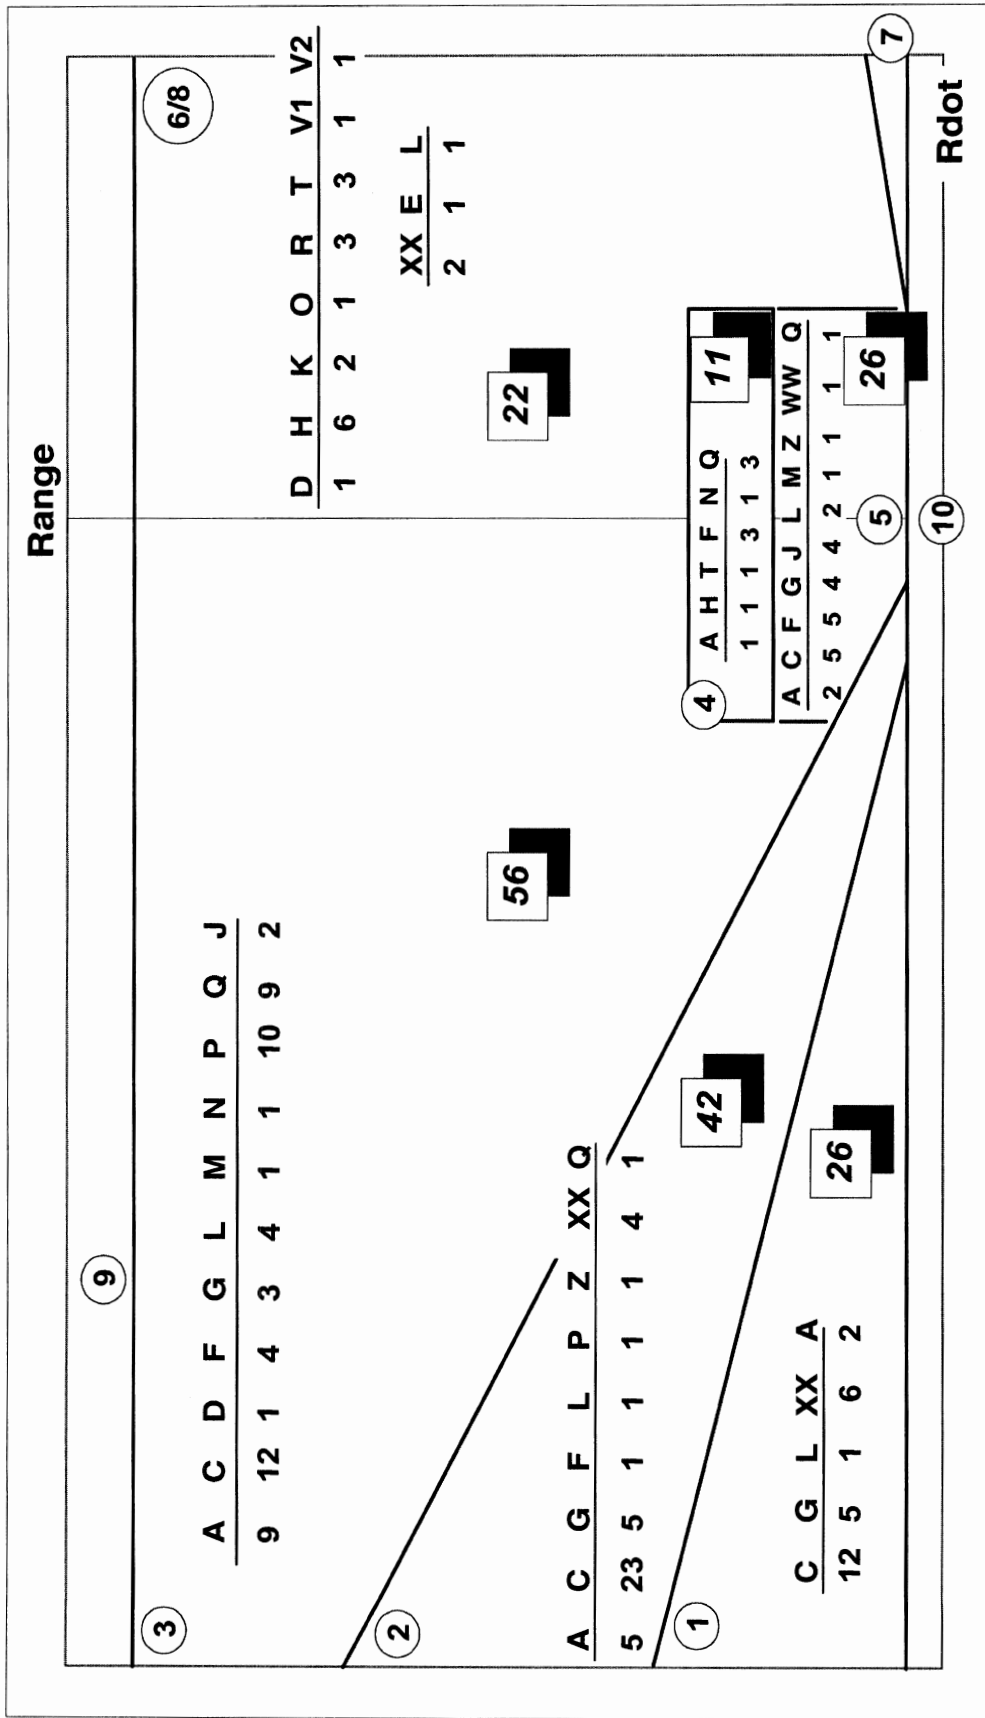 Range
9
3
6/8
A C D F G L M N P Q J
9 12 1 4 3 4 1 1 10 9 2
D H K O R T V1 V2
1 6 2 1 3 3 1 1
XX E L
2 1 1
2
56
22
A C G F L P Z XX Q
5 23 5 1 1 1 1 4 1
42
4
A H T F N Q
1 1 1 3 1 3
11
1
C G L XX A
12 5 1 6 2
26
A C F G J L M Z WW Q
2 5 5 4 4 2 1 1 1 1
26
5
7
10
Rdot